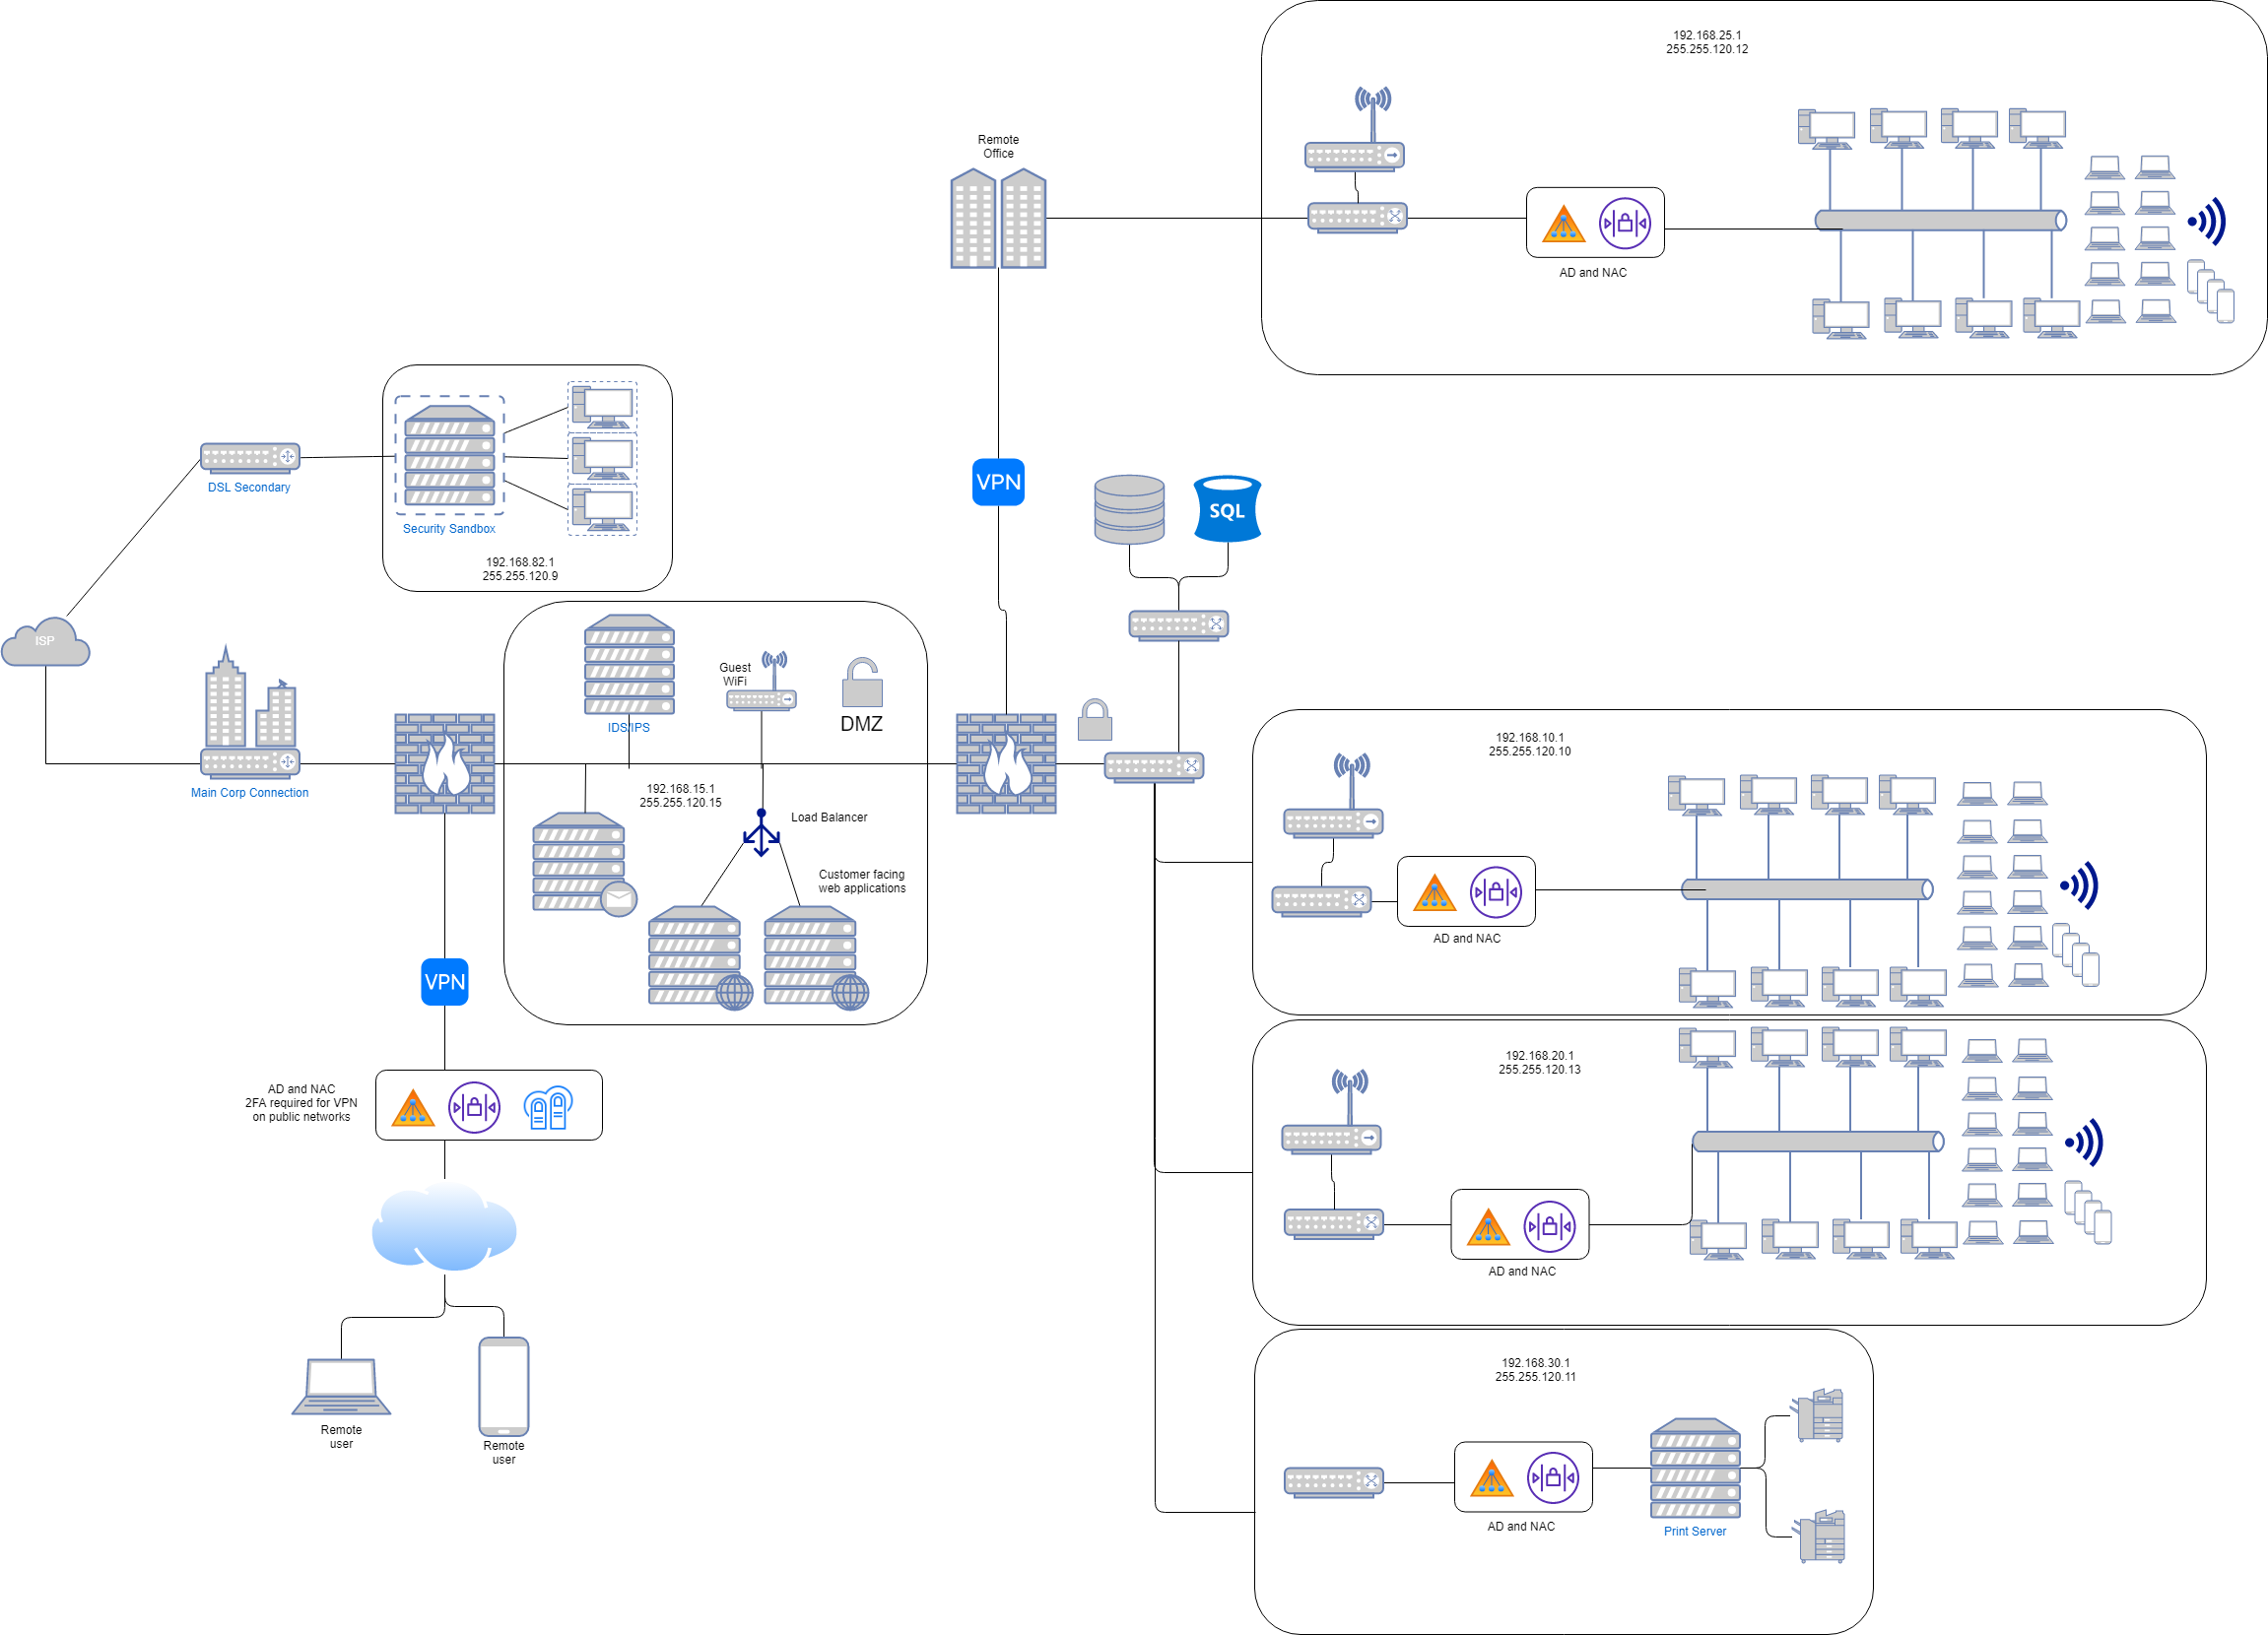 192.168.25.1
255.255.120.12
Remote
Office
AD and NAC
DSL Secondary
Security Sandbox
192.168.82.1
255.255.120.9
VPN
SQL
ISP
Main Corp Connection
IDS/IPS
Guest
WiFi
DMZ
192.168.15.1
255.255.120.15
Load Balancer
Customer facing
web applications
192.168.10.1
255.255.120.10
AD and NAC
VPN
192.168.20.1
255.255.120.13
AD and NAC
AD and NAC
2FA required for VPN
on public networks
Remote
user
Remote
user
192.168.30.1
255.255.120.11
AD and NAC
Print Server